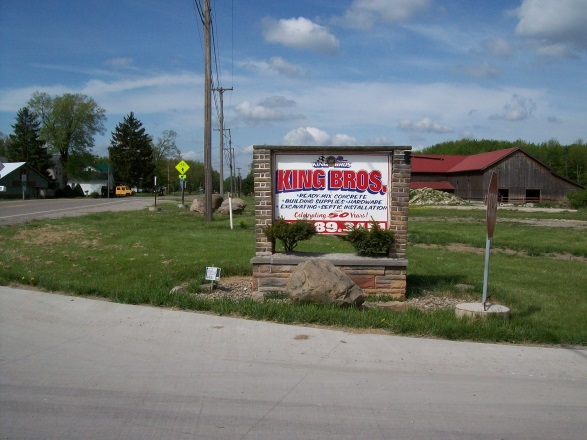 KING BROS.
• READY-MIX CONCRETE •
BUILDING SUPPLIES • HARDWARE
EXCAVATING • SEPTIC INSTALLATION
Celebrating 50 Years!